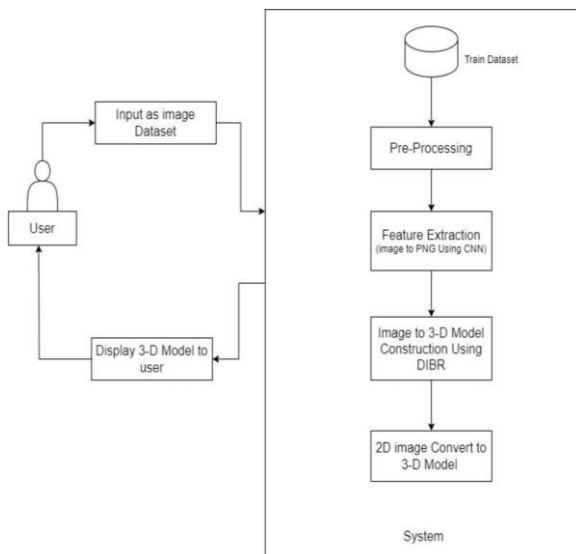 Train Dataset
Input as image
Dataset
Pre-Processing
User
Feature Extraction
(image to PNG Using CNN)
Display 3-D Model to
user
Image to 3-D Model
Construction Using
DIBR
2D image Convert to
3-D Model
System